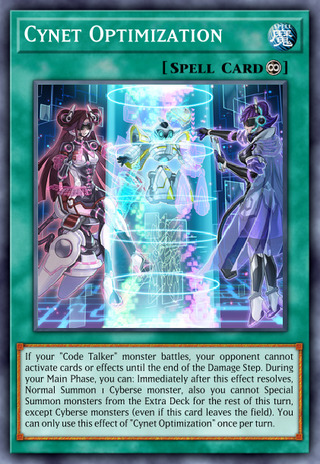 Cynet Optimization
魔
[Spell Card]
If your "Code Talker" monster battles, your opponent cannot
activate cards or effects until the end of the Damage Step. During
your Main Phase, you can: Immediately after this effect resolves,
Normal Summon 1 Cyberse monster, also you cannot Special
Summon monsters from the Extra Deck for the rest of this turn,
except Cyberse monsters (even if this card leaves the field). You
can only use this effect of "Cynet Optimization" once per turn.